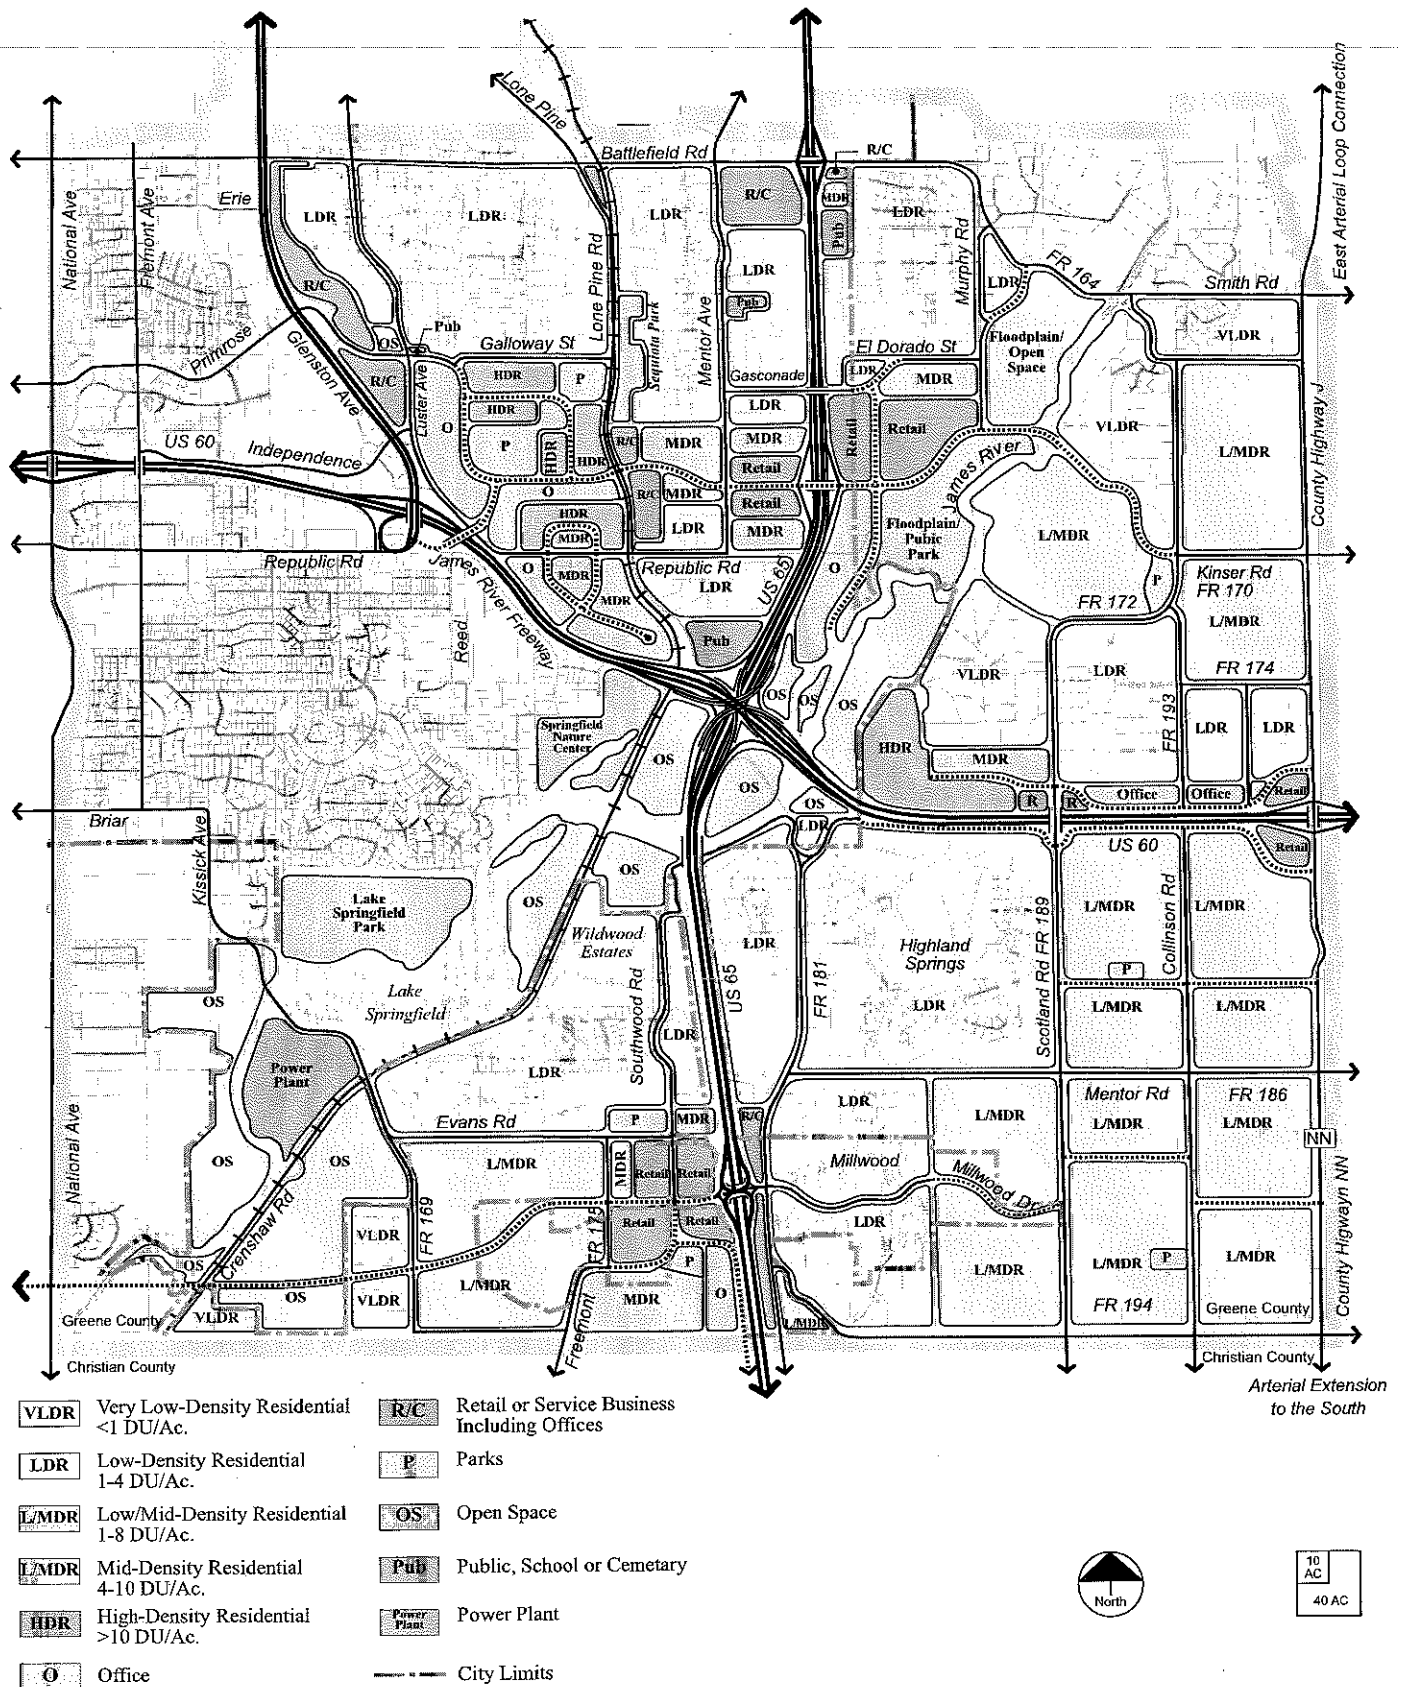 Lone Pine
East Arterial Loop Connection
Battlefield Rd
R/C
National Ave
Fremont Ave
Erie
LDR
LDR
LDR
R/C
MDR
LDR
Pub
Murphy Rd
FR 164
Smith Rd
R/C
Lone Pine Rd
LDR
LDR
Mentor Ave
Pub
Sequiota Park
Primrose
Glenston Ave
OS
Pub
Galloway St
El Dorado St
Floodplain/
Open
Space
VLDR
R/C
Luster Ave
HDR
P
Gasconade
LDR
MDR
County Highway J
HDR
LDR
O
US 60
Independence
P
HDR
HDR
R/C
MDR
MDR
Retail
Retail
Retail
VLDR
L/MDR
James River
O
R/C
MDR
Retail
HDR
LDR
MDR
MDR
Floodplain/
Pubic
Park
L/MDR
Republic Rd
James River Freeway
O
MDR
MDR
Republic Rd
LDR
US 65
O
P
Kinser Rd
FR 170
FR 172
L/MDR
Reed
Pub
FR 174
VLDR
LDR
OS
OS
OS
FR 193
LDR
LDR
Springfield
Nature
Center
OS
HDR
MDR
OS
OS
R
R
Office
Office
Retail
LDR
Briar
Kissick Ave
US 60
Retail
OS
OS
Lake
Springfield
Park
Wildwood
Estates
LDR
Highland
Springs
LDR
Scotland Rd FR 189
L/MDR
Collinson Rd
L/MDR
P
OS
Lake
Springfield
Southwood Rd
US 65
FR 181
L/MDR
L/MDR
LDR
Power
Plant
LDR
Mentor Rd
FR 186
LDR
L/MDR
L/MDR
L/MDR
Evans Rd
P
MDR
R/C
NN
National Ave
OS
OS
L/MDR
MDR
Retail
Retail
Millwood
Millwood Dr
FR 169
VLDR
FR 175
Retail
Retail
LDR
Crenshaw Rd
OS
L/MDR
P
L/MDR
L/MDR
P
L/MDR
County Higwayn NN
OS
VLDR
MDR
O
FR 194
Greene County
Greene County
VLDR
Freemont
L/MDR
Christian County
Christian County
Arterial Extension
to the South
VLDR Very Low-Density Residential
<1 DU/Ac.
R/C Retail or Service Business
Including Offices
LDR Low-Density Residential
1-4 DU/Ac.
P Parks
L/MDR Low/Mid-Density Residential
1-8 DU/Ac.
OS Open Space
L/MDR Mid-Density Residential
4-10 DU/Ac.
Pub Public, School or Cemetary
HDR High-Density Residential
>10 DU/Ac.
Power
Plant Power Plant
O Office
City Limits
North
10
AC
40 AC